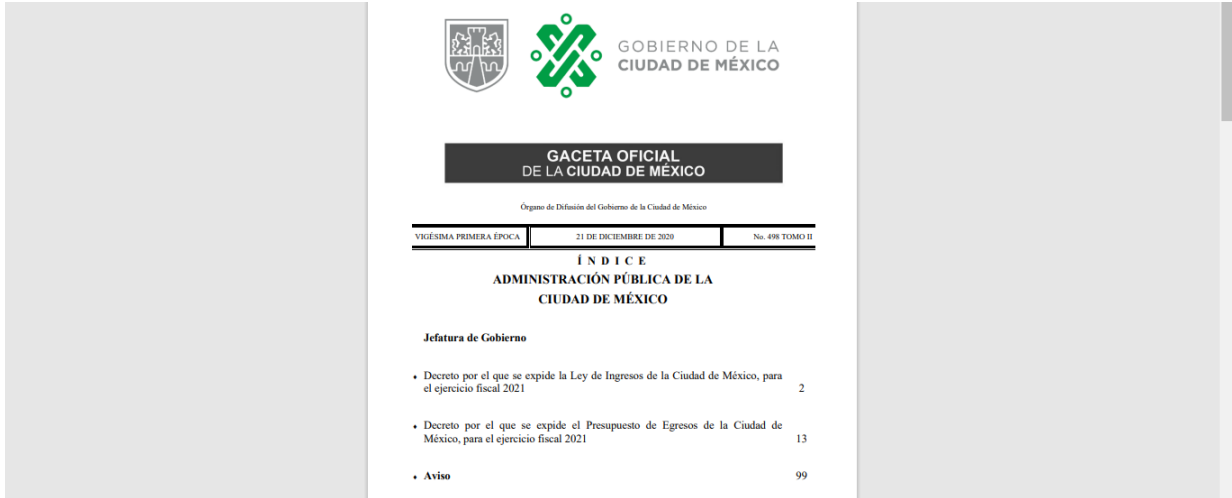 GOBIERNO DE LA
CIUDAD DE MÉXICO
GACETA OFICIAL
DE LA CIUDAD DE MÉXICO
Órgano de Difusión del Gobierno de la Ciudad de México
VIGÉSIMA PRIMERA ÉPOCA 21 DE DICIEMBRE DE 2020 No. 498 TOMO II
Í N D I C E
ADMINISTRACIÓN PÚBLICA DE LA
CIUDAD DE MÉXICO
Jefatura de Gobierno
♦ Decreto por el que se expide la Ley de Ingresos de la Ciudad de México, para
el ejercicio fiscal 2021 2
♦ Decreto por el que se expide el Presupuesto de Egresos de la Ciudad de
México, para el ejercicio fiscal 2021 13
♦ Aviso 99